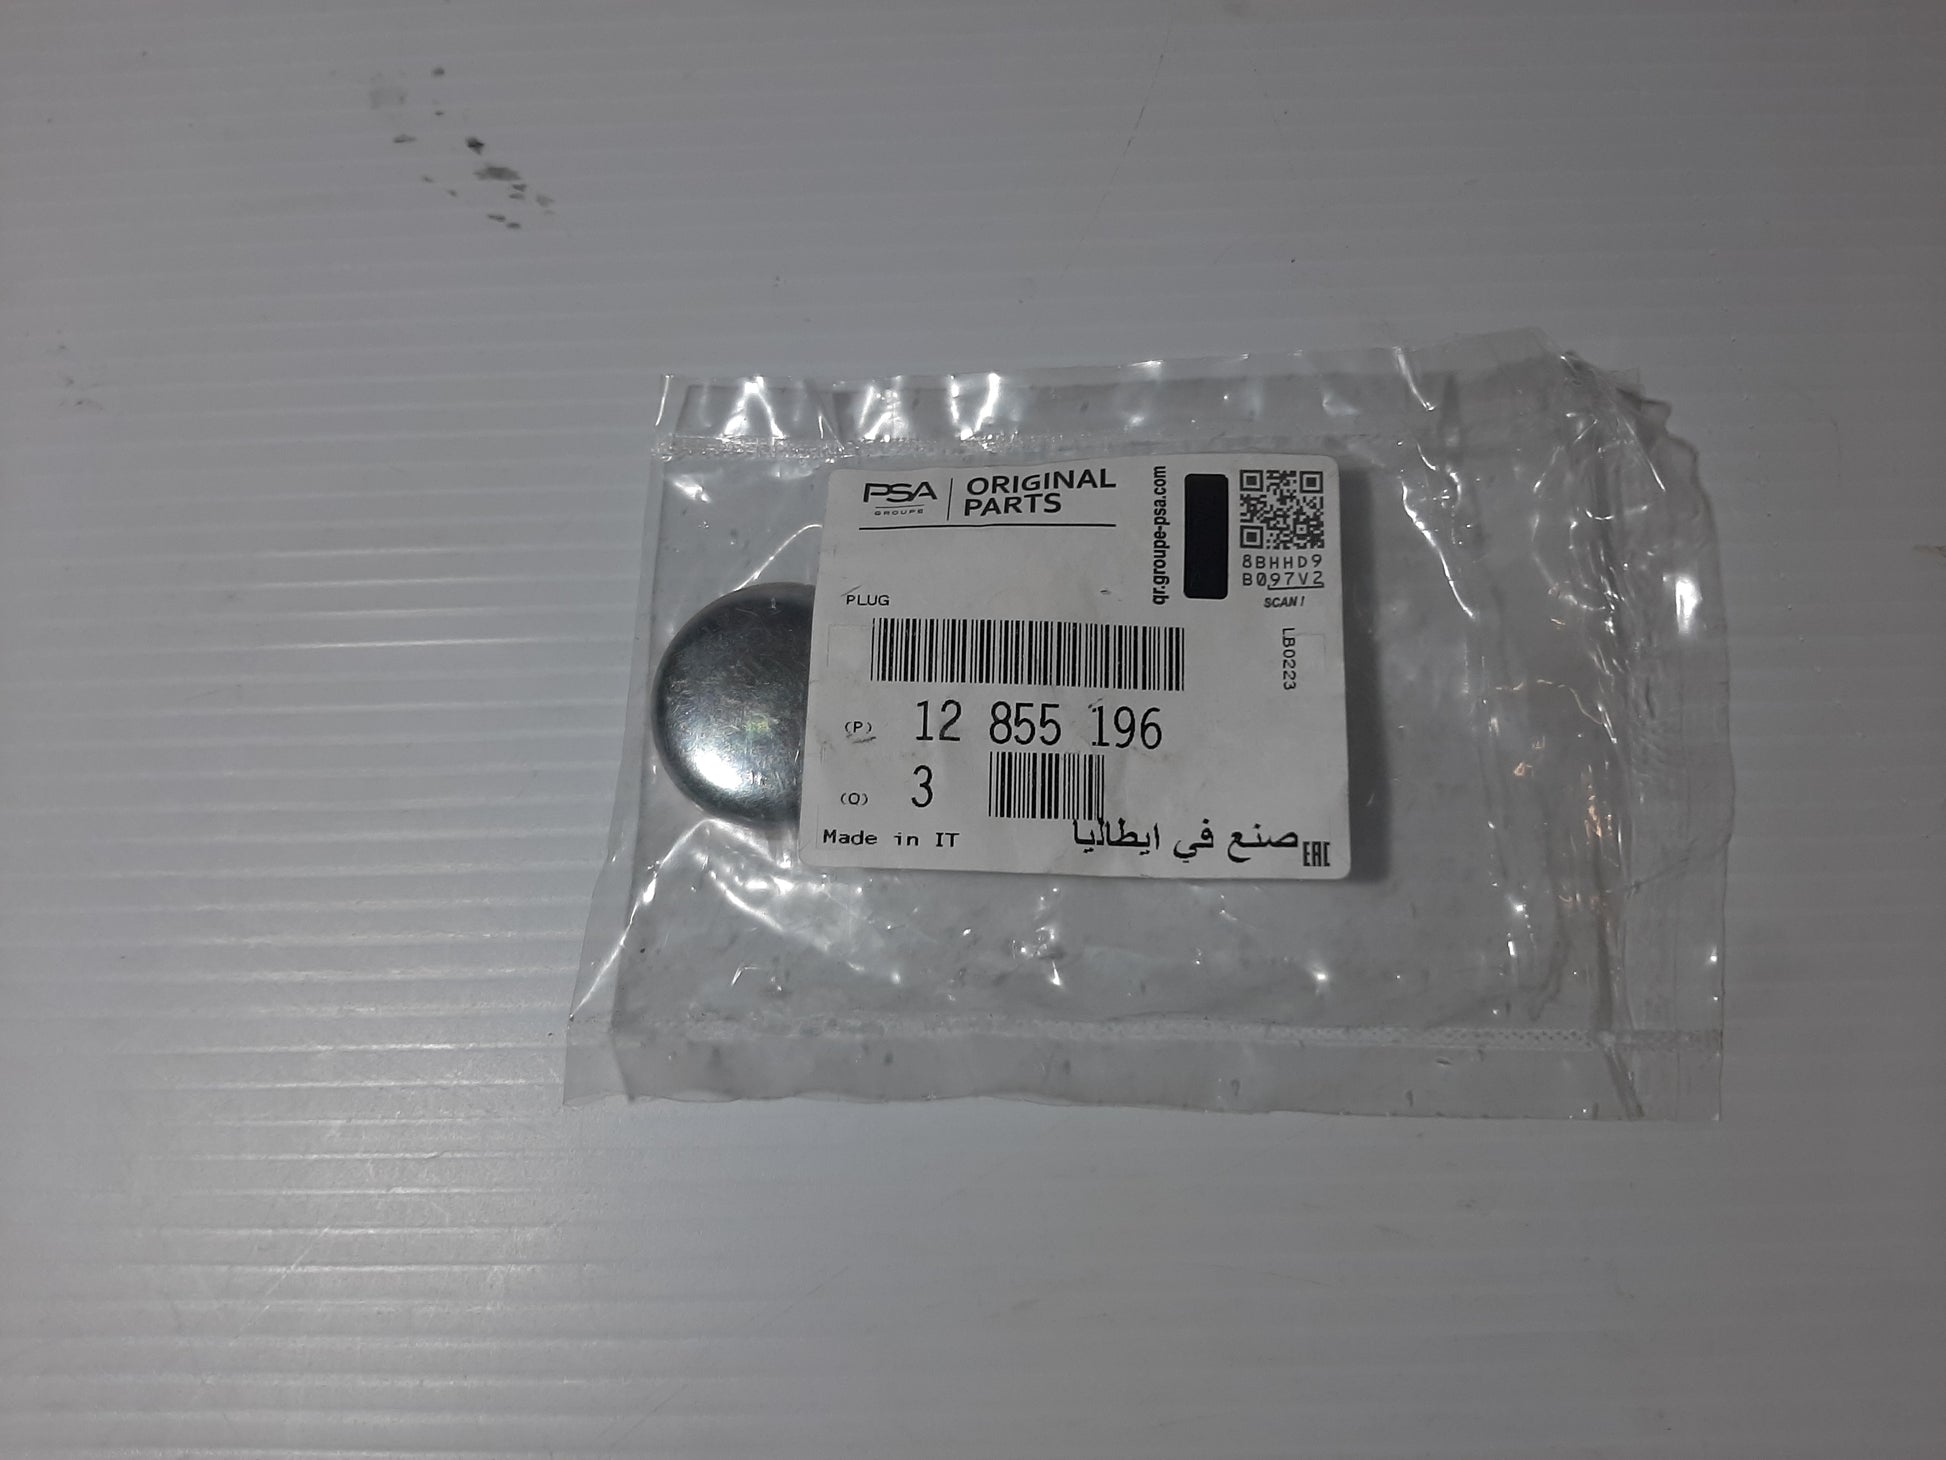 PSA
GROUPE
ORIGINAL
PARTS
qr.groupe-psa.com
8BHHD9
B097V2
SCAN!
PLUG
LB0223
(P) 12 855 196
(Q) 3
Made in IT
صنع في ايطاليا
EAC